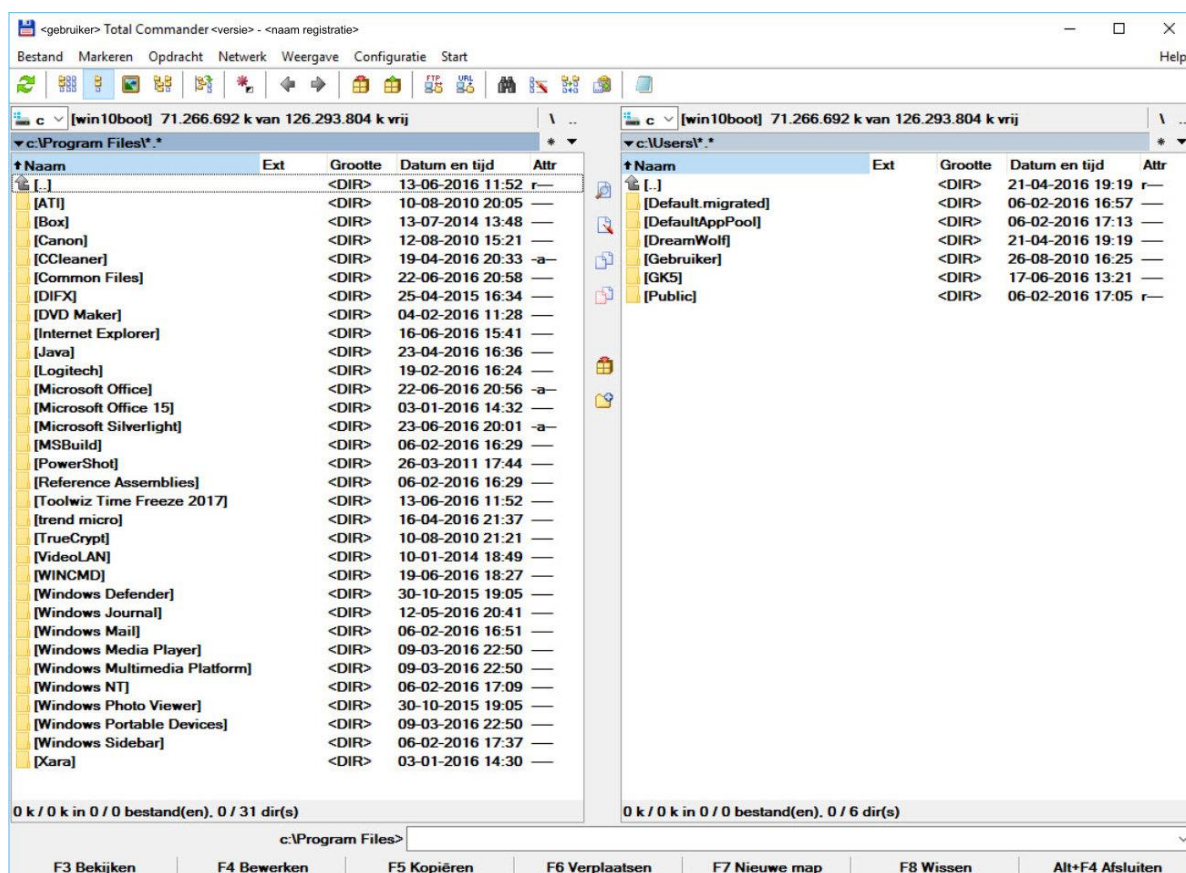 <gebruiker> Total Commander <versie> - <naam registratie>
Bestand Markeren Opdracht Netwerk Weergave Configuratie Start Help
FTP URL
c [win10boot] 71.266.692 k van 126.293.804 k vrij \ ..
c:\Program Files\*.* * ▼
Naam Ext Grootte Datum en tijd Attr
[..] <DIR> 13-06-2016 11:52 r—
[ATI] <DIR> 10-08-2010 20:05 —
[Box] <DIR> 13-07-2014 13:48 —
[Canon] <DIR> 12-08-2010 15:21 —
[CCleaner] <DIR> 19-04-2016 20:33 -a—
[Common Files] <DIR> 22-06-2016 20:58 —
[DIFX] <DIR> 25-04-2015 16:34 —
[DVD Maker] <DIR> 04-02-2016 11:28 —
[Internet Explorer] <DIR> 16-06-2016 15:41 —
[Java] <DIR> 23-04-2016 16:36 —
[Logitech] <DIR> 19-02-2016 16:24 —
[Microsoft Office] <DIR> 22-06-2016 20:56 -a—
[Microsoft Office 15] <DIR> 03-01-2016 14:32 —
[Microsoft Silverlight] <DIR> 23-06-2016 20:01 -a—
[MSBuild] <DIR> 06-02-2016 16:29 —
[PowerShot] <DIR> 26-03-2011 17:44 —
[Reference Assemblies] <DIR> 06-02-2016 16:29 —
[Toolwiz Time Freeze 2017] <DIR> 13-06-2016 11:52 —
[trend micro] <DIR> 16-04-2016 21:37 —
[TrueCrypt] <DIR> 10-08-2010 21:21 —
[VideoLAN] <DIR> 10-01-2014 18:49 —
[WINCMD] <DIR> 19-06-2016 18:27 —
[Windows Defender] <DIR> 30-10-2015 19:05 —
[Windows Journal] <DIR> 12-05-2016 20:41 —
[Windows Mail] <DIR> 06-02-2016 16:51 —
[Windows Media Player] <DIR> 09-03-2016 22:50 —
[Windows Multimedia Platform] <DIR> 09-03-2016 22:50 —
[Windows NT] <DIR> 06-02-2016 17:09 —
[Windows Photo Viewer] <DIR> 30-10-2015 19:05 —
[Windows Portable Devices] <DIR> 09-03-2016 22:50 —
[Windows Sidebar] <DIR> 06-02-2016 17:37 —
[Xara] <DIR> 03-01-2016 14:30 —
0 k / 0 k in 0 / 0 bestand(en), 0 / 31 dir(s)
c [win10boot] 71.266.692 k van 126.293.804 k vrij \ ..
c:\Users\*.* * ▼
Naam Ext Grootte Datum en tijd Attr
[..] <DIR> 21-04-2016 19:19 r—
[Default.migrated] <DIR> 06-02-2016 16:57 —
[DefaultAppPool] <DIR> 06-02-2016 17:13 —
[DreamWolf] <DIR> 21-04-2016 19:19 —
[Gebruiker] <DIR> 26-08-2010 16:25 —
[GK5] <DIR> 17-06-2016 13:21 —
[Public] <DIR> 06-02-2016 17:05 r—
0 k / 0 k in 0 / 0 bestand(en), 0 / 6 dir(s)
c:\Program Files>
F3 Bekijken F4 Bewerken F5 Kopiëren F6 Verplaatsen F7 Nieuwe map F8 Wissen Alt+F4 Afsluiten